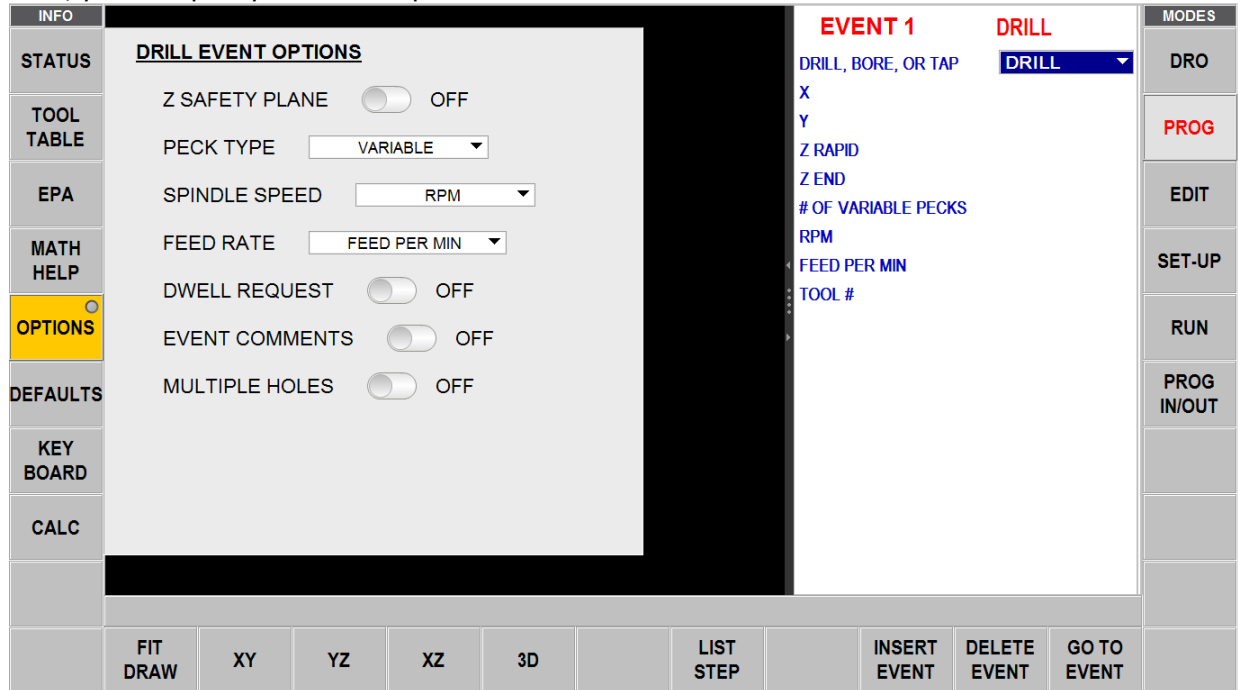 INFO
STATUS
TOOL
TABLE
EPA
MATH
HELP
OPTIONS
DEFAULTS
KEY
BOARD
CALC
DRILL EVENT OPTIONS
Z SAFETY PLANE OFF
PECK TYPE VARIABLE
SPINDLE SPEED RPM
FEED RATE FEED PER MIN
DWELL REQUEST OFF
EVENT COMMENTS OFF
MULTIPLE HOLES OFF
EVENT 1 DRILL
DRILL, BORE, OR TAP DRILL
X
Y
Z RAPID
Z END
# OF VARIABLE PECKS
RPM
FEED PER MIN
TOOL #
MODES
DRO
PROG
EDIT
SET-UP
RUN
PROG
IN/OUT
FIT
DRAW
XY
YZ
XZ
3D
LIST
STEP
INSERT
EVENT
DELETE
EVENT
GO TO
EVENT